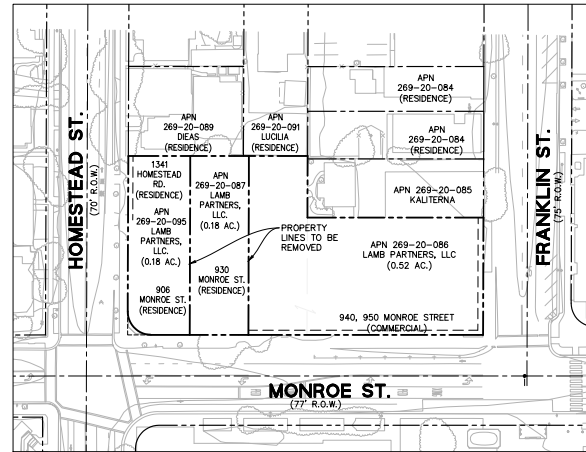 APN
269-20-084
(RESIDENCE)
APN
269-20-089
DIEAS
(RESIDENCE)
APN
269-20-091
LUCILIA
(RESIDENCE)
APN
269-20-084
(RESIDENCE)
HOMESTEAD ST.
(70' R.O.W.)
1341
HOMESTEAD
RD.
(RESIDENCE)
APN
269-20-095
LAMB
PARTNERS,
LLC.
(0.18 AC.)
906
MONROE ST.
(RESIDENCE)
APN
269-20-087
LAMB
PARTNERS,
LLC.
(0.18 AC.)
930
MONROE ST.
(RESIDENCE)
PROPERTY
LINES TO BE
REMOVED
APN 269-20-085
KALITERNA
APN 269-20-086
LAMB PARTNERS, LLC
(0.52 AC.)
940, 950 MONROE STREET
(COMMERCIAL)
FRANKLIN ST.
(75' R.O.W.)
MONROE ST.
(77' R.O.W.)